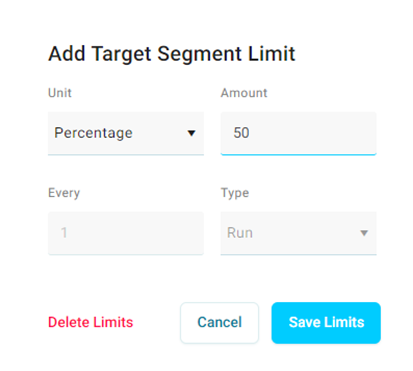 Add Target Segment Limit
Unit Amount
Percentage 50
Every Type
1 Run
Delete Limits Cancel Save Limits